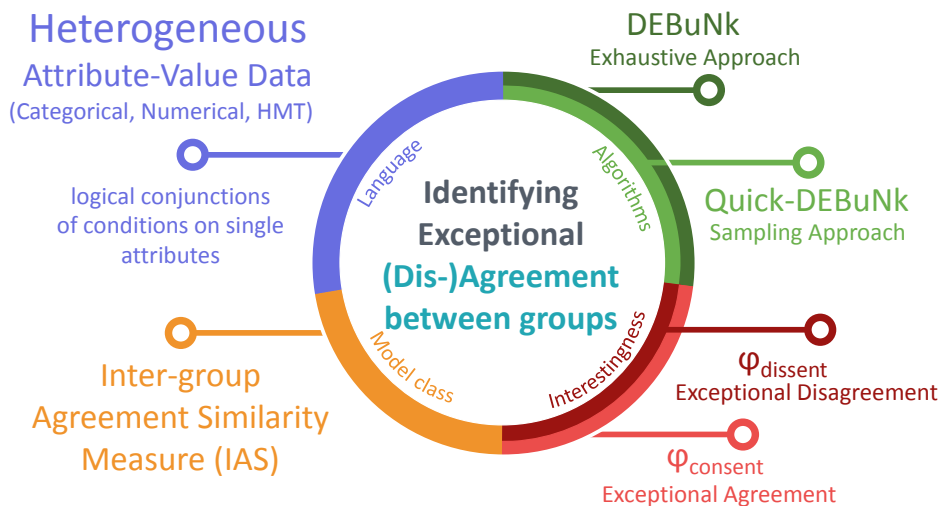 Heterogeneous
Attribute-Value Data
(Categorical, Numerical, HMT)
logical conjunctions
of conditions on single
attributes
Inter-group
Agreement Similarity
Measure (IAS)
Language
Model class
Identifying
Exceptional
(Dis-)Agreement
between groups
Algorithms
Interestingness
DEBuNk
Exhaustive Approach
Quick-DEBuNk
Sampling Approach
φdissent
Exceptional Disagreement
φconsent
Exceptional Agreement